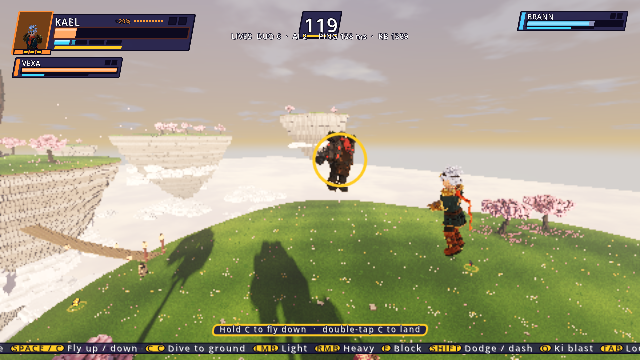 KAEL
119
BRANN
VEXA
Hold C to fly down · double-tap C to land
SPACE / C Fly up / down C C Dive to ground LMB Light RMB Heavy F Block SHIFT Dodge / dash Q Ki blast TAB